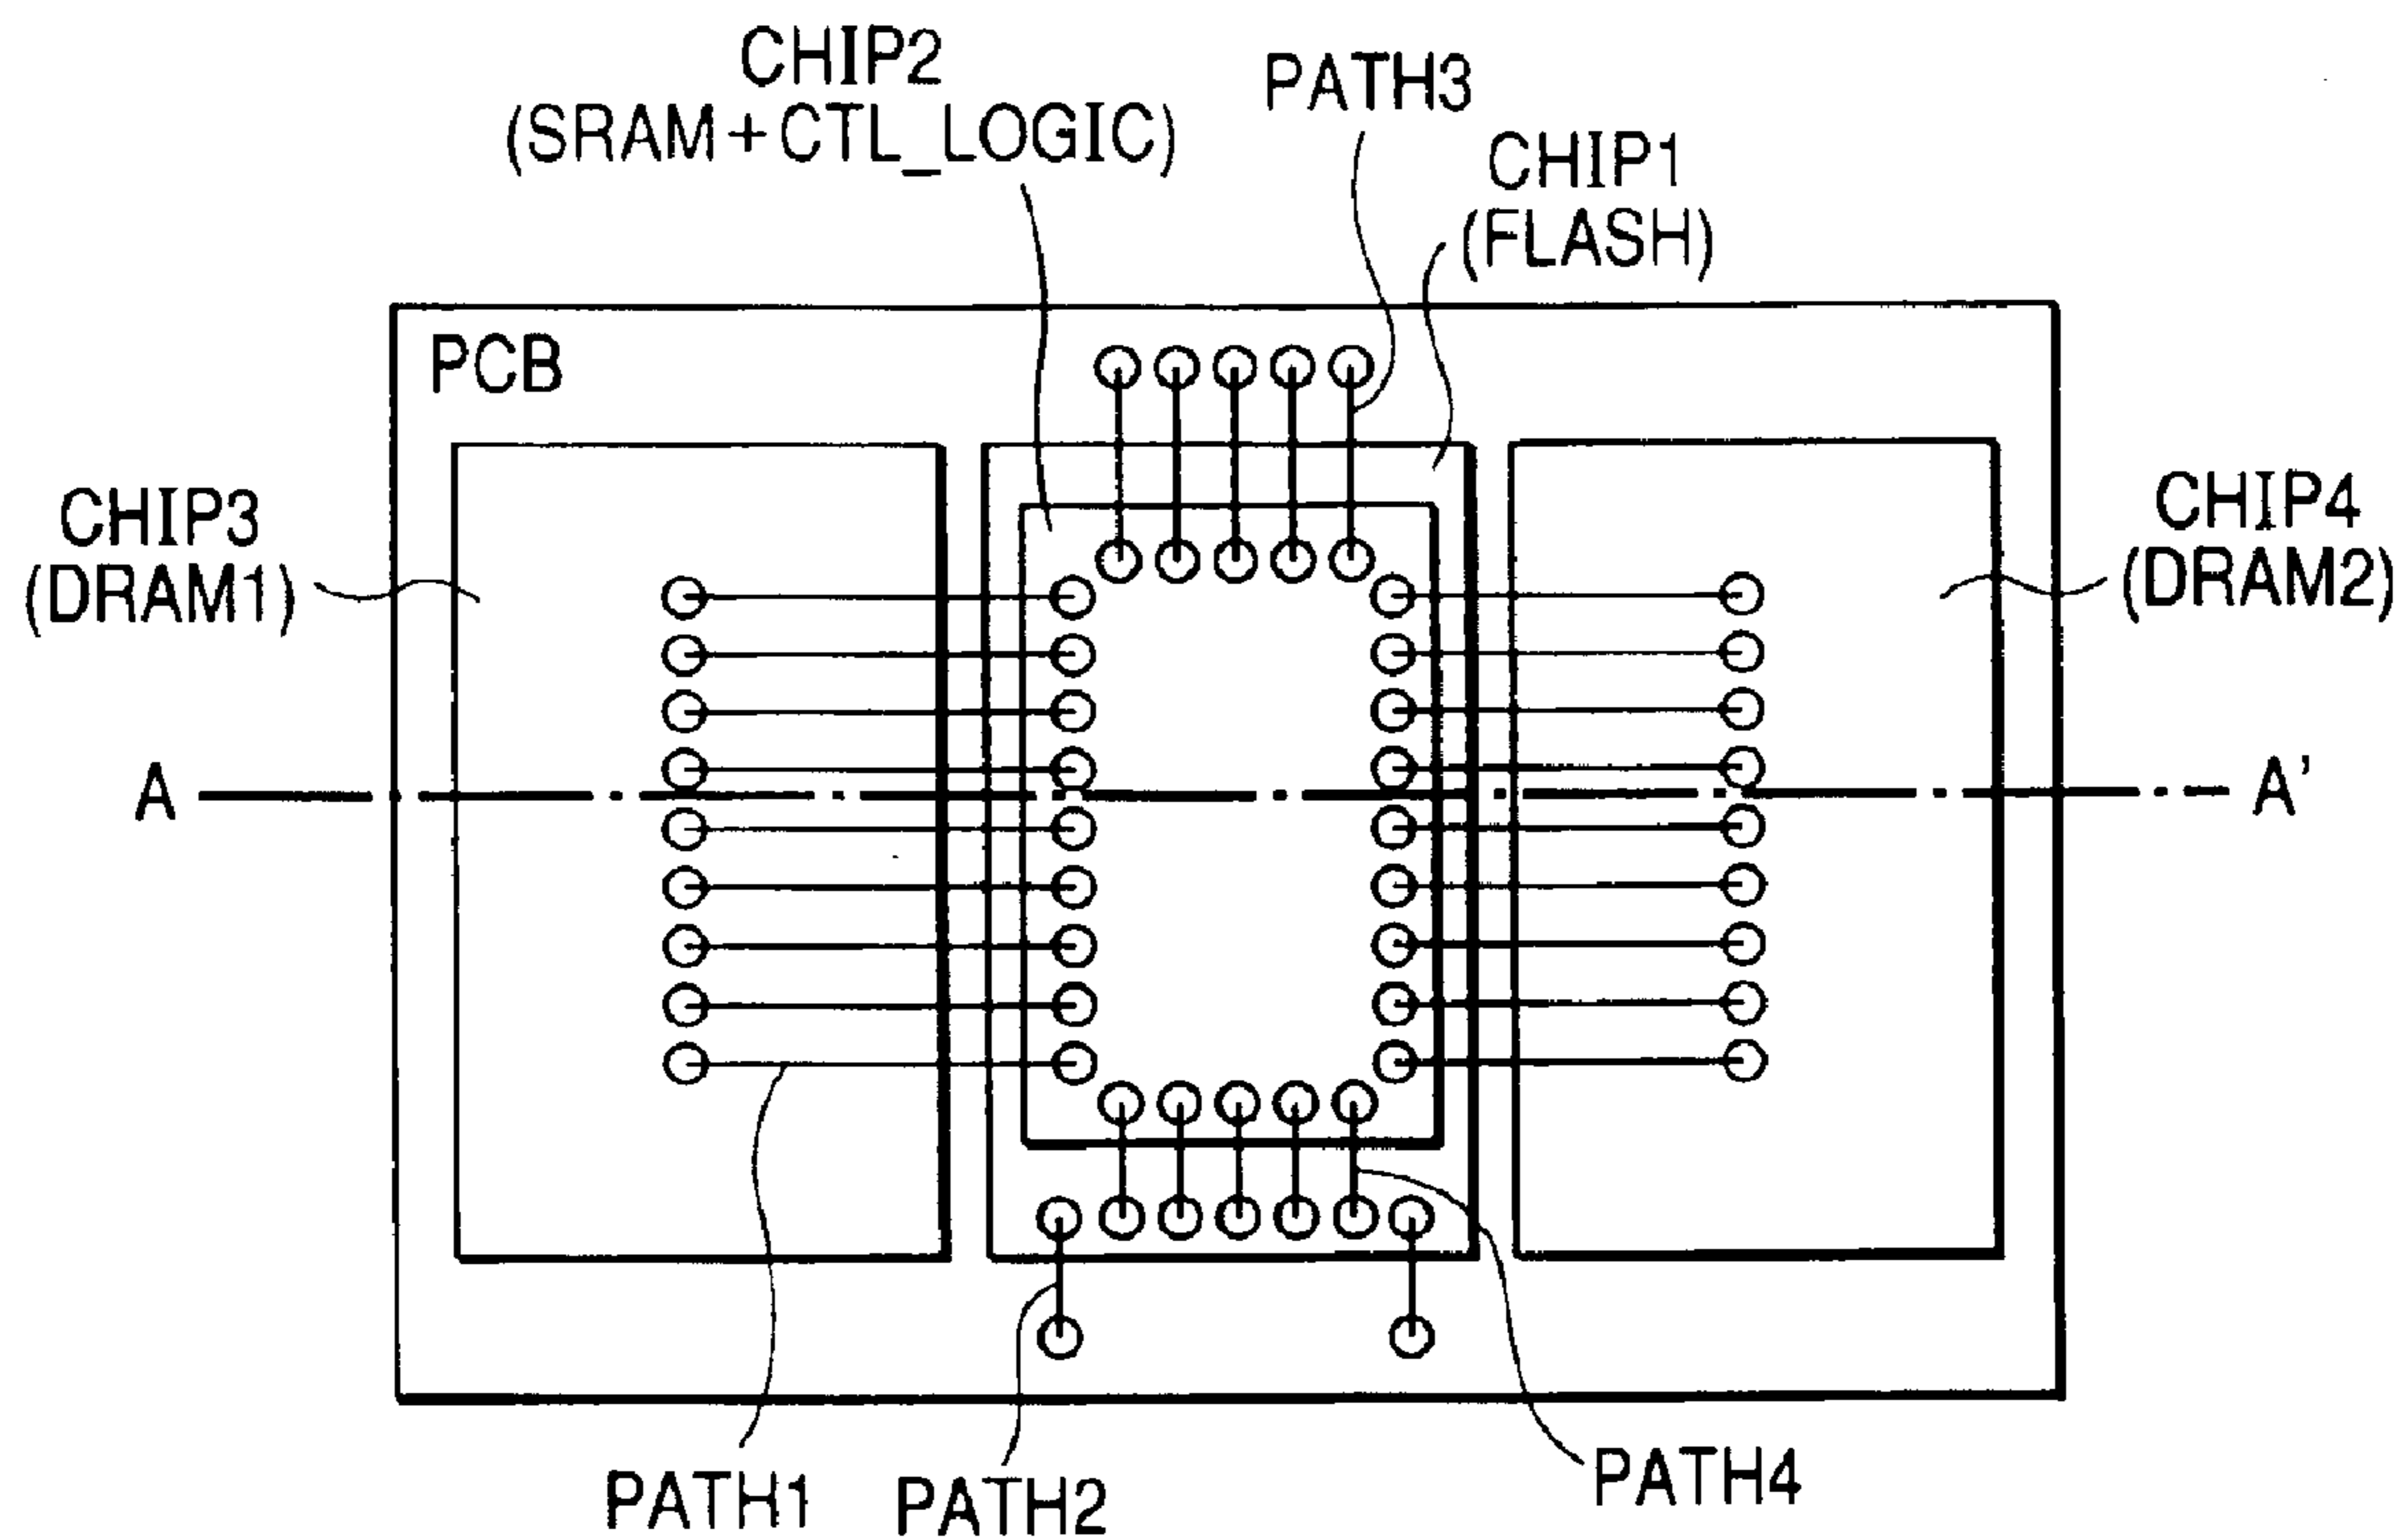 CHIP2
(SRAM+CTL_LOGIC)
PATH3
CHIP1
(FLASH)
PCB
CHIP3
(DRAM1)
CHIP4
(DRAM2)
A
A'
PATH1
PATH2
PATH4